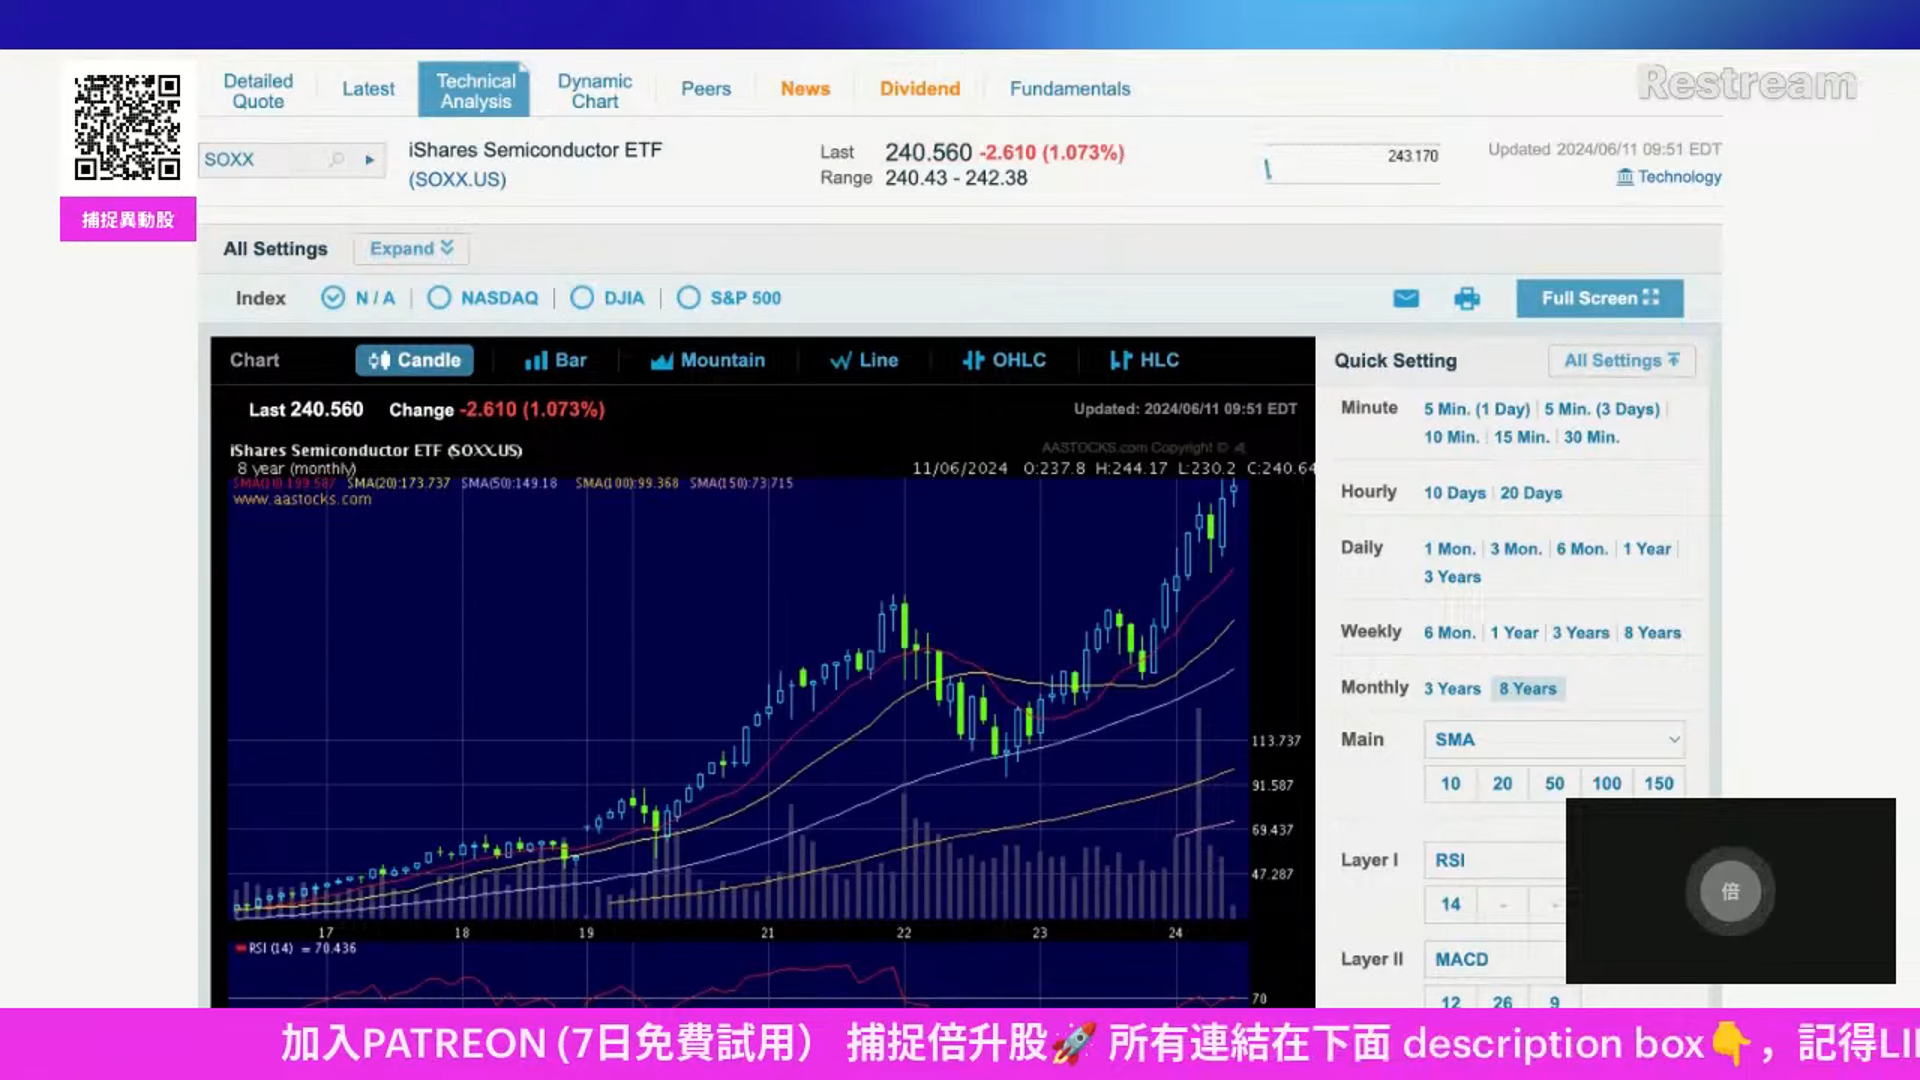 Detailed Quote
Latest
Technical Analysis
Dynamic Chart
Peers
News
Dividend
Fundamentals
Restream
SOXX
iShares Semiconductor ETF
(SOXX.US)
Last 240.560 -2.610 (1.073%)
Range 240.43 - 242.38
243.170
Updated 2024/06/11 09:51 EDT
Technology
捕捉異動股
All Settings Expand
Index N / A NASDAQ DJIA S&P 500
Full Screen
Chart Candle Bar Mountain Line OHLC HLC
Last 240.560 Change -2.610 (1.073%)
Updated: 2024/06/11 09:51 EDT
iShares Semiconductor ETF (SOXX.US)
AASTOCKS.com Copyright ©
8 year (monthly)
11/06/2024 O:237.8 H:244.17 L:230.2 C:240.64
SMA(10):199.587 SMA(20):173.737 SMA(50):149.18 SMA(100):99.368 SMA(150):73.715
www.aastocks.com
113.737
91.587
69.437
47.287
17 18 19 21 22 23 24
RSI (14) = 70.436
70
Quick Setting All Settings
Minute 5 Min. (1 Day) 5 Min. (3 Days)
10 Min. 15 Min. 30 Min.
Hourly 10 Days 20 Days
Daily 1 Mon. 3 Mon. 6 Mon. 1 Year
3 Years
Weekly 6 Mon. 1 Year 3 Years 8 Years
Monthly 3 Years 8 Years
Main SMA
10 20 50 100 150
Layer I RSI
14 - -
Layer II MACD
12 26 9
倍
加入PATREON (7日免費試用） 捕捉倍升股🚀 所有連結在下面 description box👇，記得LI